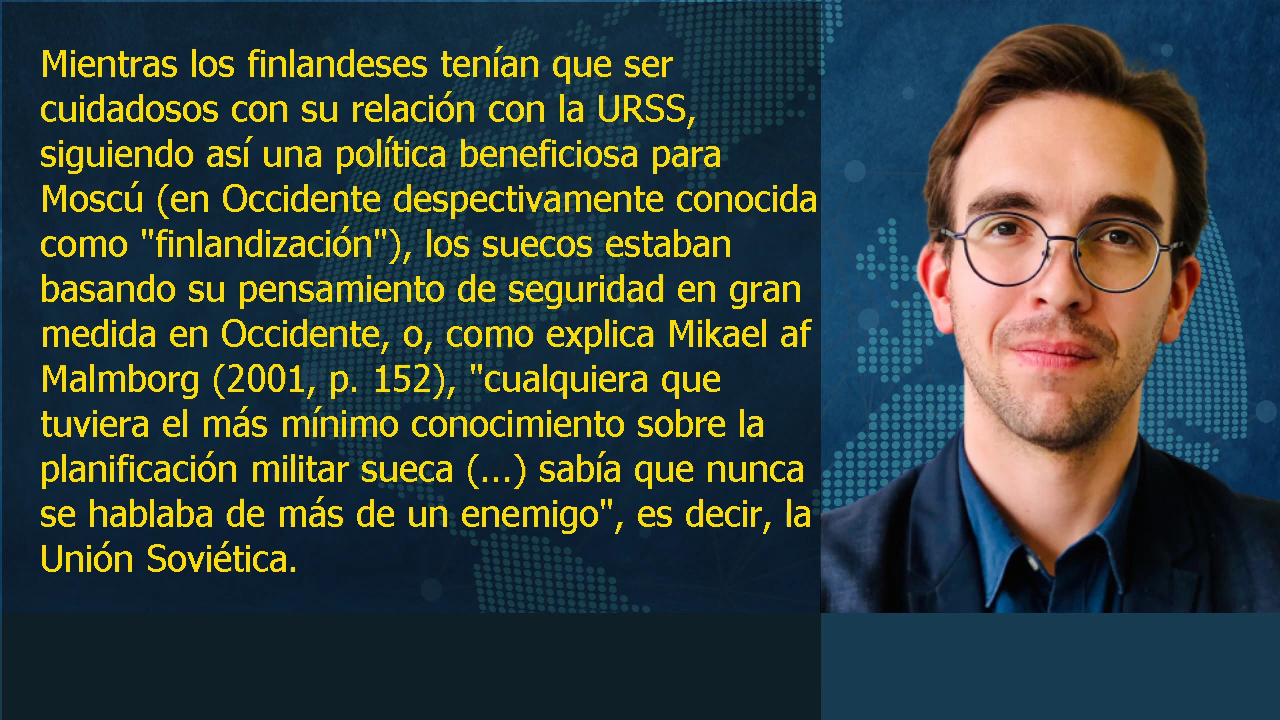 Mientras los finlandeses tenían que ser
cuidadosos con su relación con la URSS,
siguiendo así una política beneficiosa para
Moscú (en Occidente despectivamente conocida
como "finlandización"), los suecos estaban
basando su pensamiento de seguridad en gran
medida en Occidente, o, como explica Mikael af
Malmborg (2001, p. 152), "cualquiera que
tuviera el más mínimo conocimiento sobre la
planificación militar sueca (...) sabía que nunca
se hablaba de más de un enemigo", es decir, la
Unión Soviética.